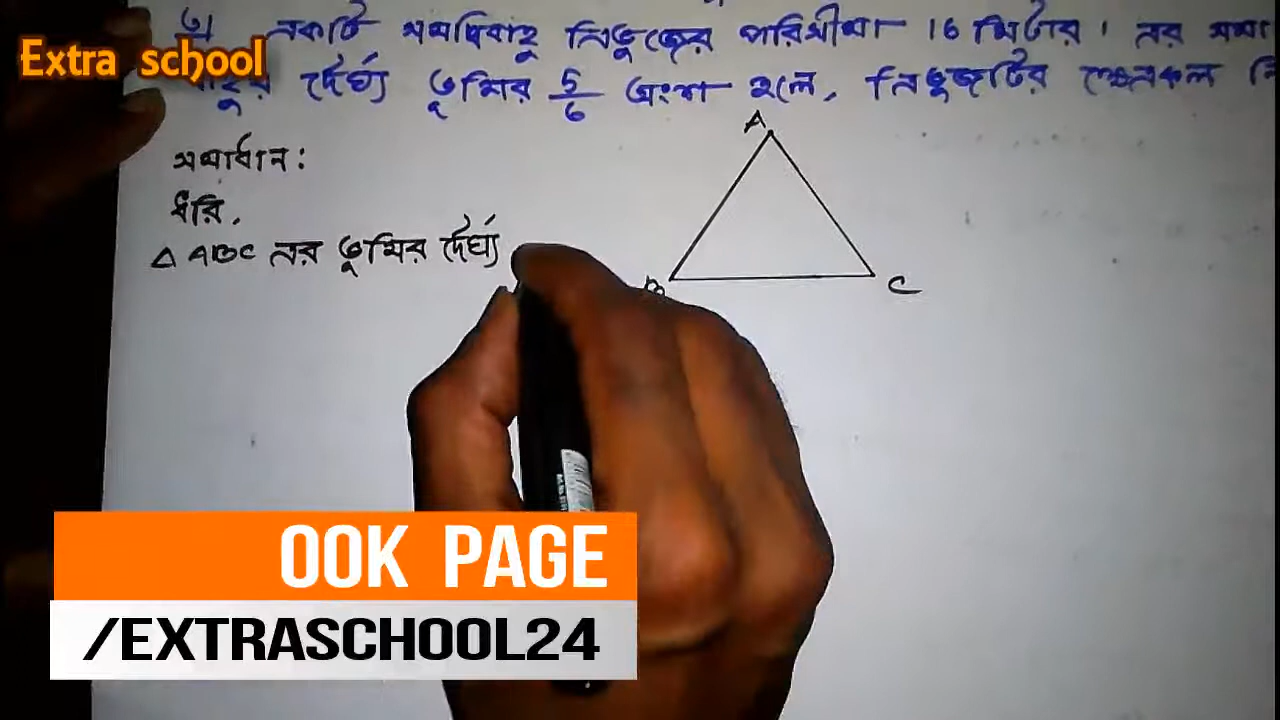 ৩। একটি সমদ্বিবাহু ত্রিভুজের পরিসীমা 16 মিটার। এর সমা
বাহুর দৈর্ঘ্য ভূমির 5/6 অংশ হলে, ত্রিভুজটির ক্ষেত্রফল নি
Extra school
সমাধান:
ধরি,
Δ ABC এর ভূমির দৈর্ঘ্য
A
B
C
OOK PAGE
/EXTRASCHOOL24